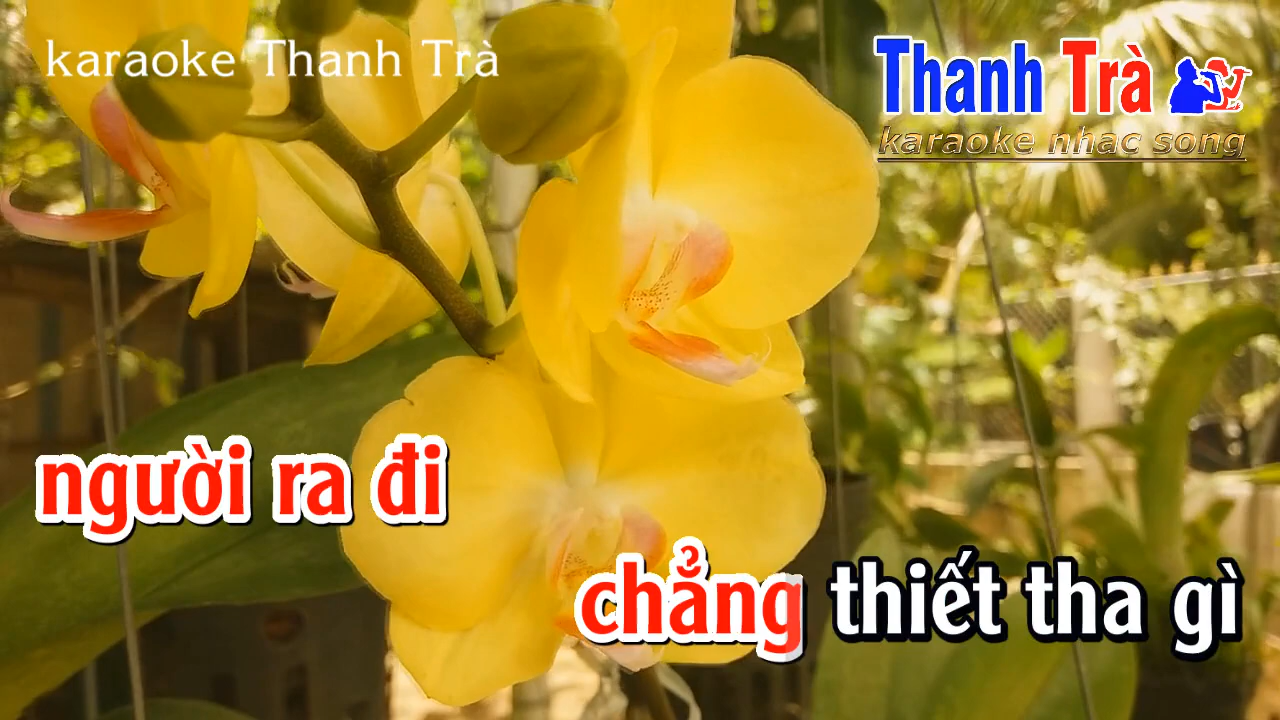 karaoke Thanh Trà
Thanh Trà
karaoke nhac song
người ra đi
chẳng thiết tha gì